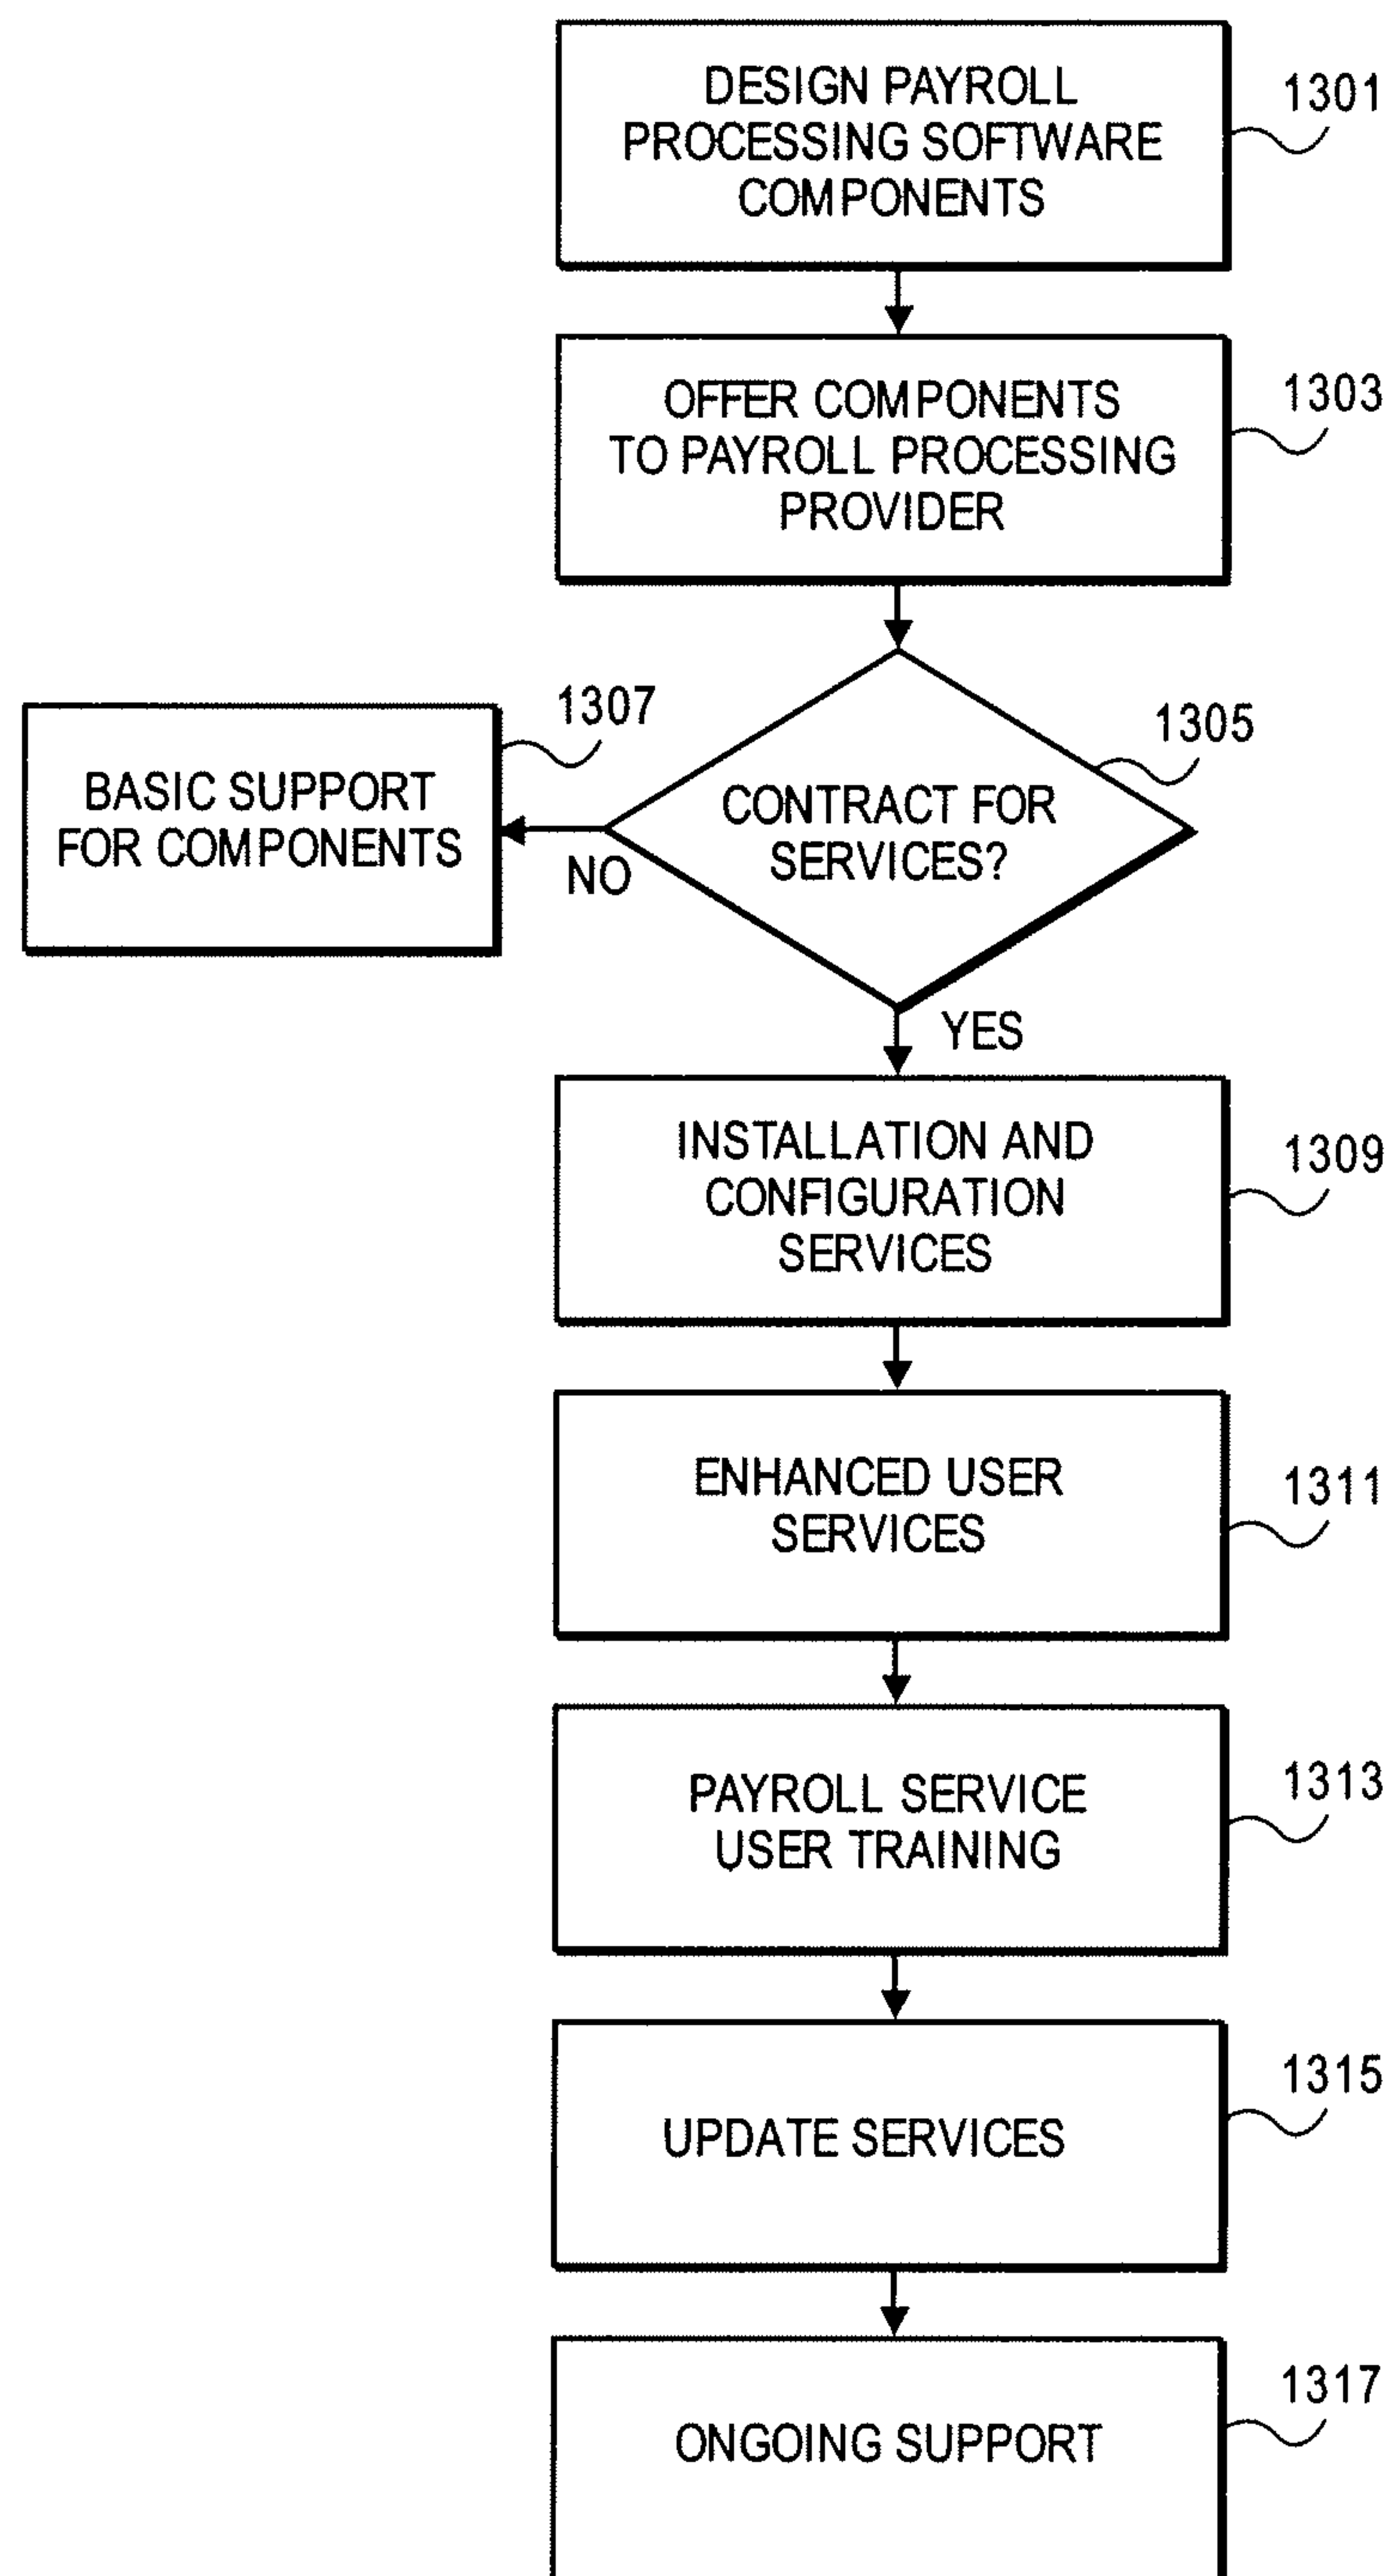 DESIGN PAYROLL
PROCESSING SOFTWARE
COMPONENTS
1301
OFFER COMPONENTS
TO PAYROLL PROCESSING
PROVIDER
1303
CONTRACT FOR
SERVICES?
1305
NO
BASIC SUPPORT
FOR COMPONENTS
1307
YES
INSTALLATION AND
CONFIGURATION
SERVICES
1309
ENHANCED USER
SERVICES
1311
PAYROLL SERVICE
USER TRAINING
1313
UPDATE SERVICES
1315
ONGOING SUPPORT
1317